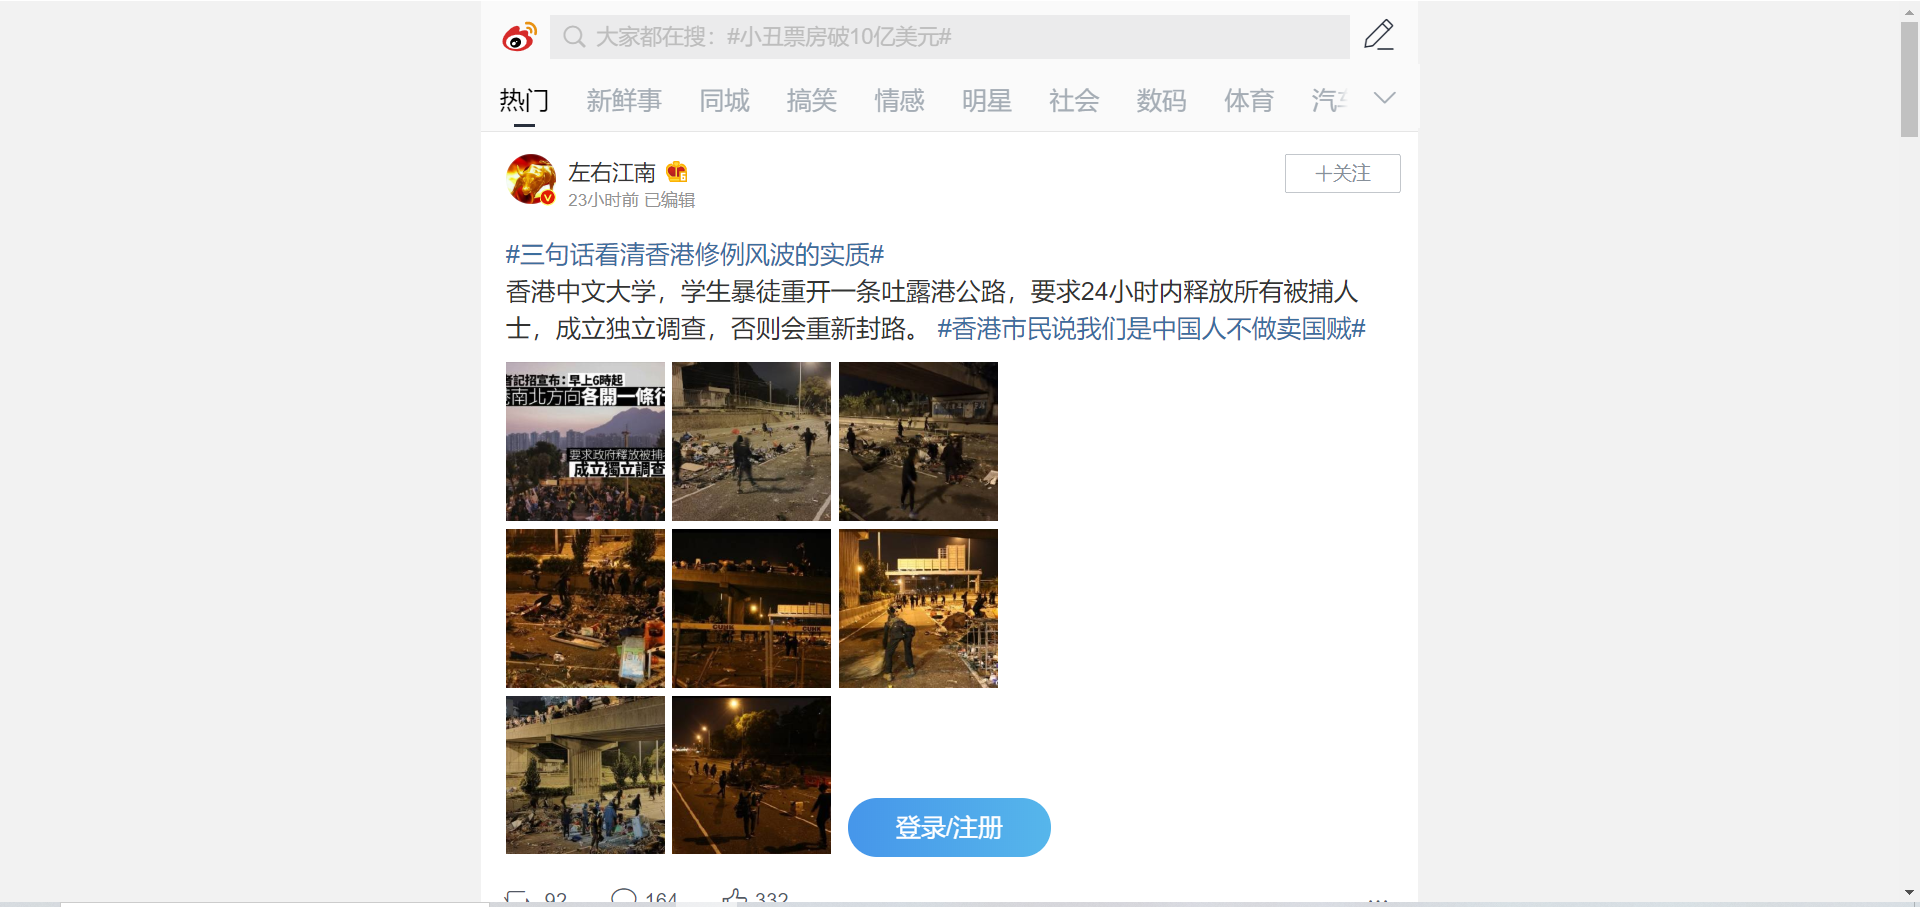 大家都在搜：#小丑票房破10亿美元#
热门 新鲜事 同城 搞笑 情感 明星 社会 数码 体育 汽
左右江南
23小时前 已编辑
+关注
#三句话看清香港修例风波的实质#
香港中文大学，学生暴徒重开一条吐露港公路，要求24小时内释放所有被捕人
士，成立独立调查，否则会重新封路。 #香港市民说我们是中国人不做卖国贼#
者記招宣布：早上6時起
南北方向各開一條行
要求政府釋放被捕
成立獨立調查
CUHK CUHK
登录/注册
92 164 332